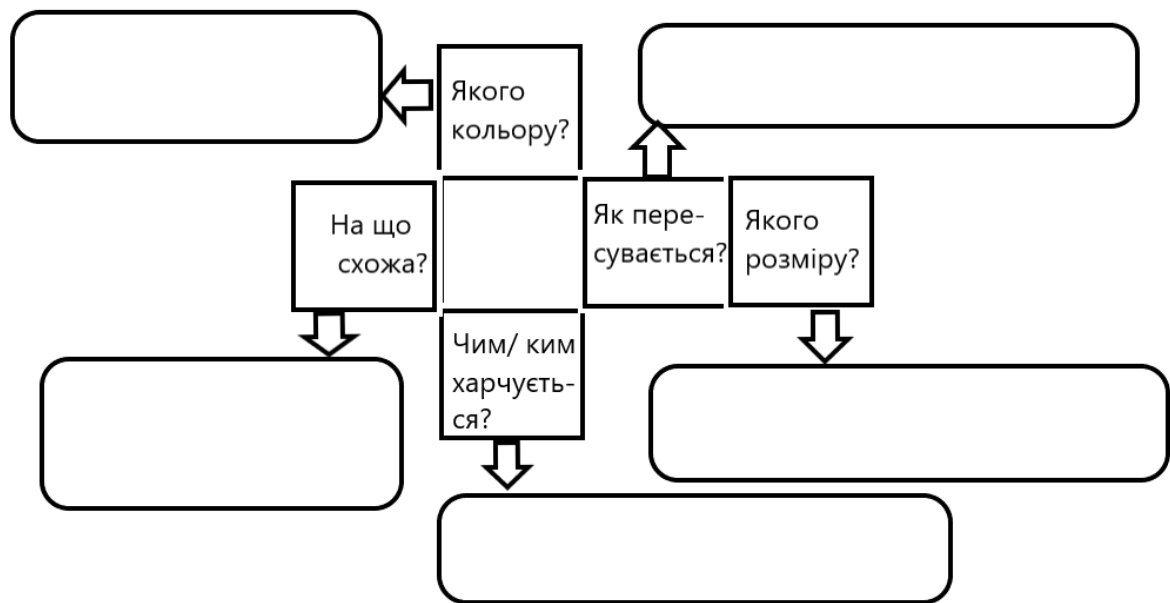 Якого
кольору?
На що
схожа?
Як пере-
сувається?
Якого
розміру?
Чим/ ким
харчуєть-
ся?